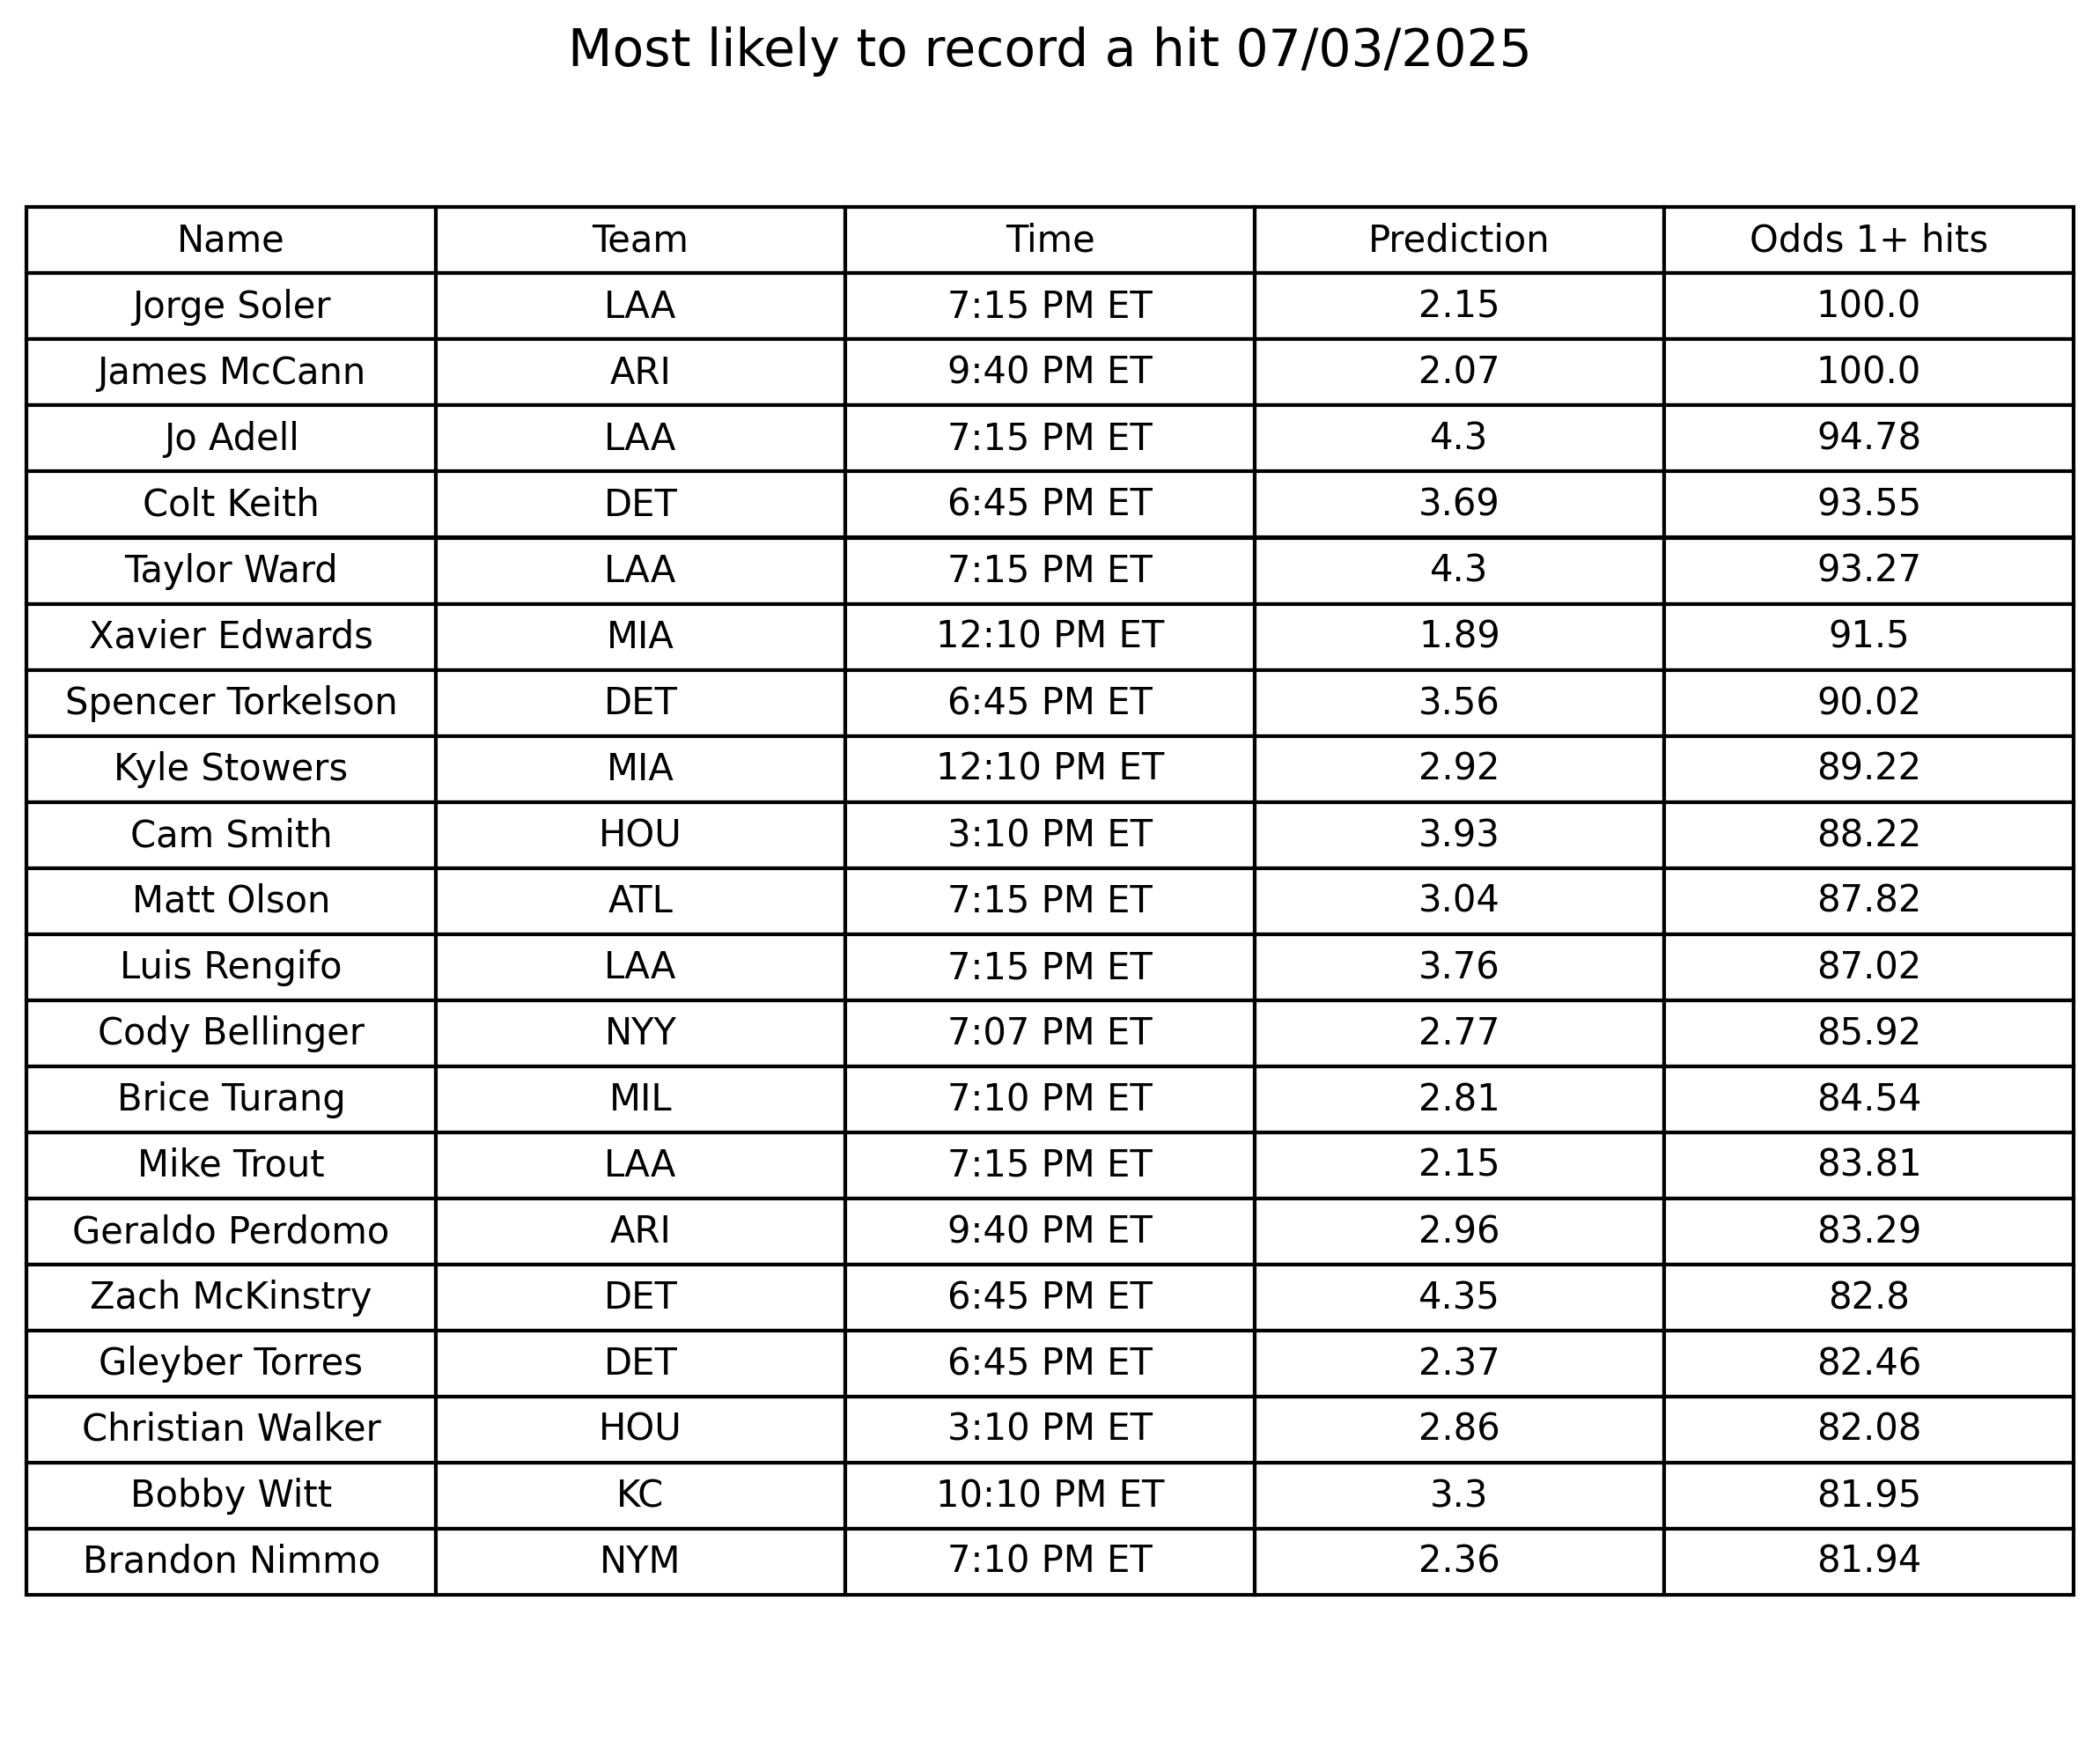 Most likely to record a hit 07/03/2025
Name Team Time Prediction Odds 1+ hits
Jorge Soler LAA 7:15 PM ET 2.15 100.0
James McCann ARI 9:40 PM ET 2.07 100.0
Jo Adell LAA 7:15 PM ET 4.3 94.78
Colt Keith DET 6:45 PM ET 3.69 93.55
Taylor Ward LAA 7:15 PM ET 4.3 93.27
Xavier Edwards MIA 12:10 PM ET 1.89 91.5
Spencer Torkelson DET 6:45 PM ET 3.56 90.02
Kyle Stowers MIA 12:10 PM ET 2.92 89.22
Cam Smith HOU 3:10 PM ET 3.93 88.22
Matt Olson ATL 7:15 PM ET 3.04 87.82
Luis Rengifo LAA 7:15 PM ET 3.76 87.02
Cody Bellinger NYY 7:07 PM ET 2.77 85.92
Brice Turang MIL 7:10 PM ET 2.81 84.54
Mike Trout LAA 7:15 PM ET 2.15 83.81
Geraldo Perdomo ARI 9:40 PM ET 2.96 83.29
Zach McKinstry DET 6:45 PM ET 4.35 82.8
Gleyber Torres DET 6:45 PM ET 2.37 82.46
Christian Walker HOU 3:10 PM ET 2.86 82.08
Bobby Witt KC 10:10 PM ET 3.3 81.95
Brandon Nimmo NYM 7:10 PM ET 2.36 81.94